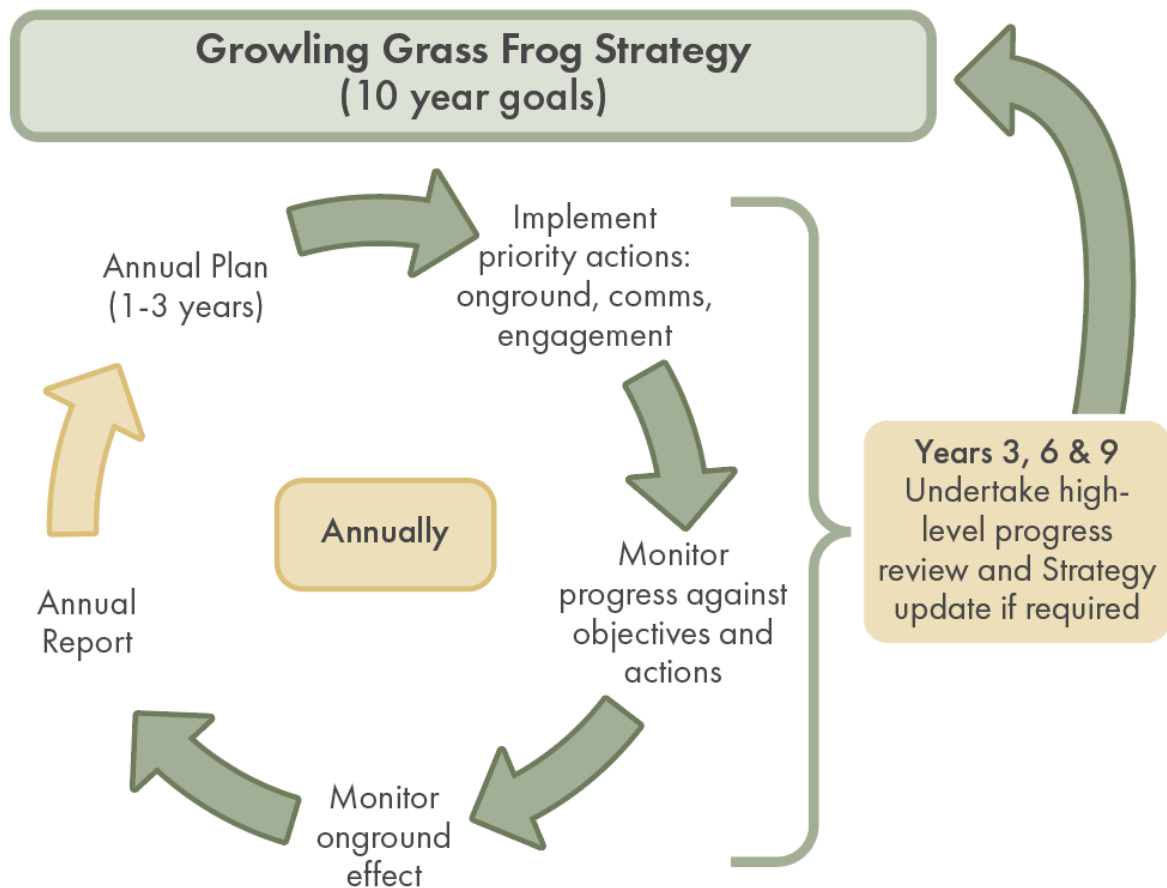 Growling Grass Frog Strategy
(10 year goals)
Annual Plan
(1-3 years)
Implement
priority actions:
onground, comms,
engagement
Monitor
progress against
objectives and
actions
Monitor
onground
effect
Annual
Report
Annually
Years 3, 6 & 9
Undertake high-
level progress
review and Strategy
update if required